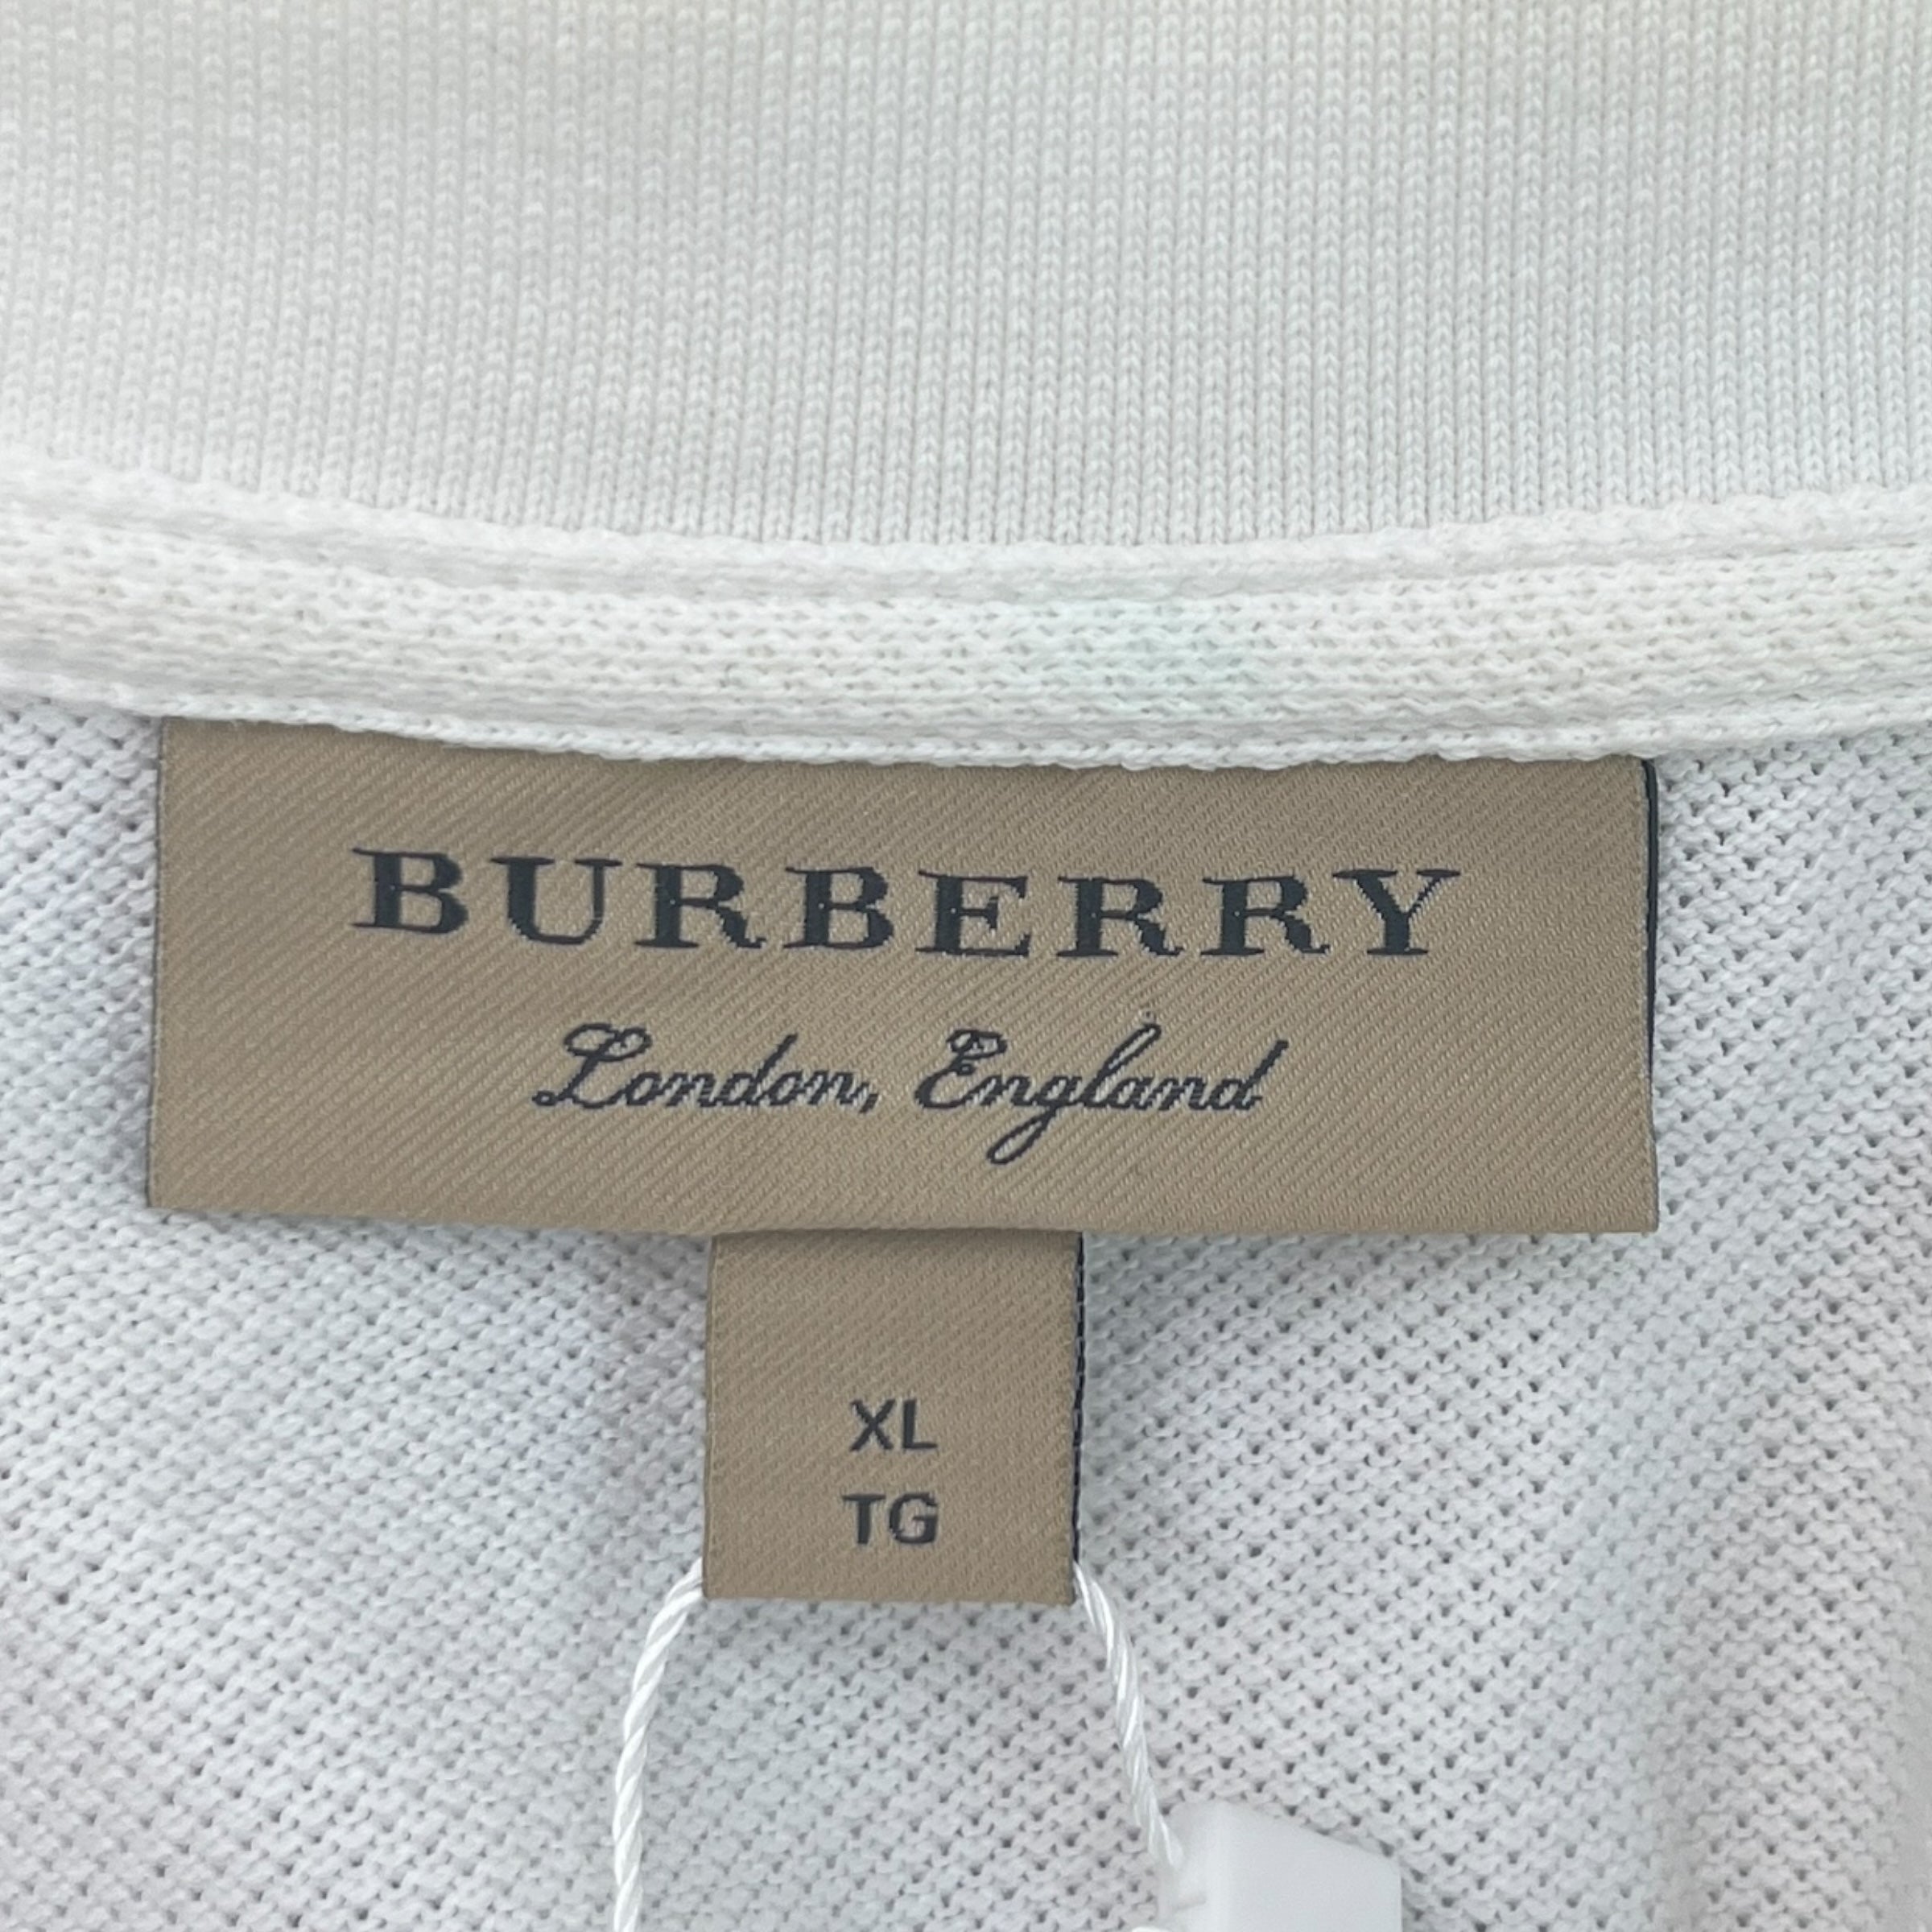 BURBERRY
London, England
XL
TG